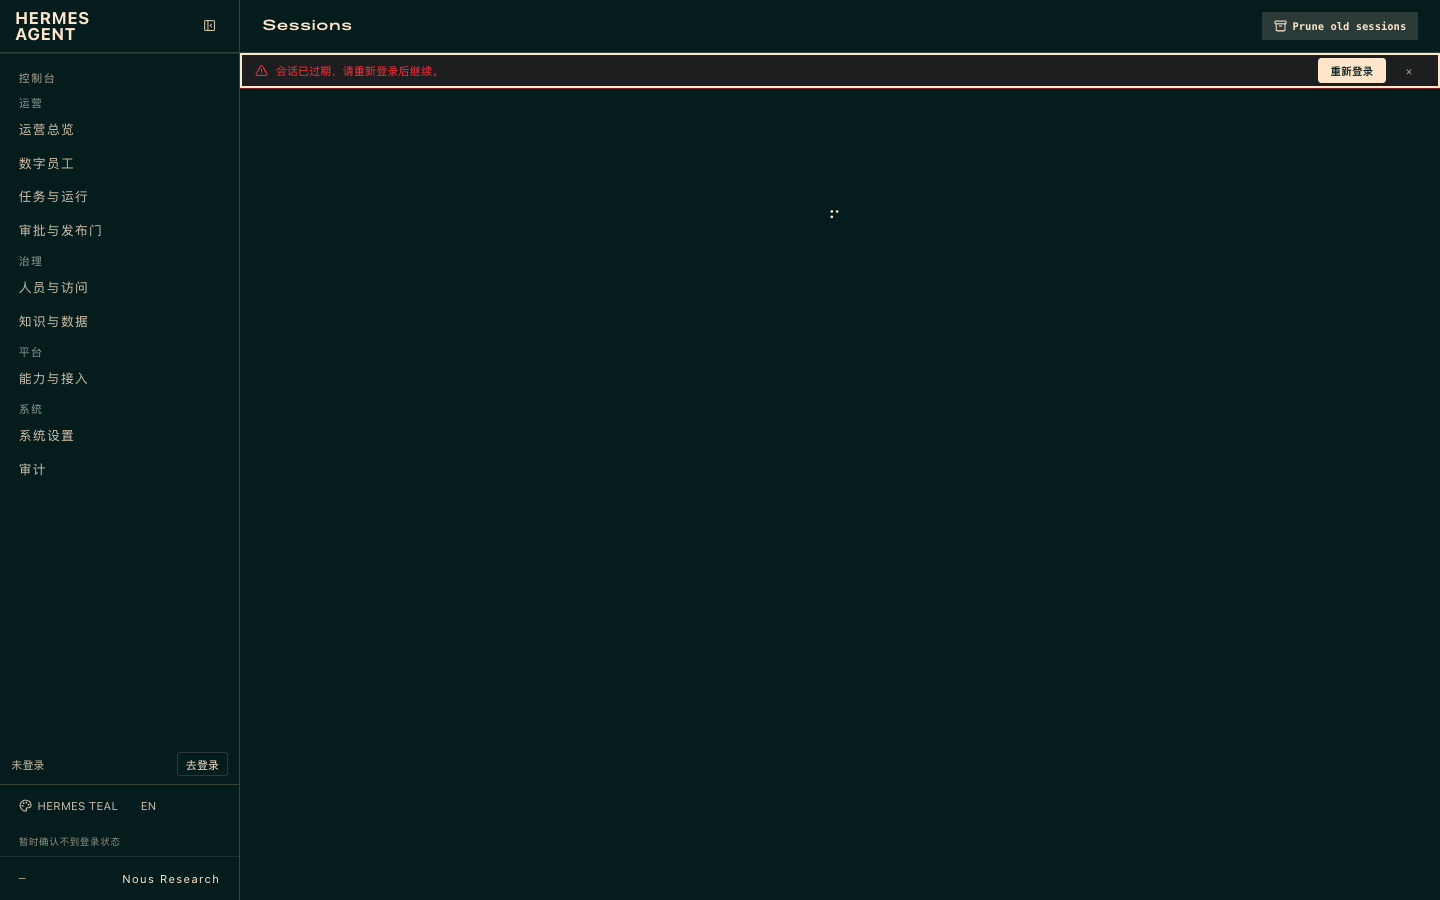 HERMES
AGENT
Sessions
Prune old sessions
会话已过期，请重新登录后继续。
重新登录
×
控制台
运营
运营总览
数字员工
任务与运行
审批与发布门
治理
人员与访问
知识与数据
平台
能力与接入
系统
系统设置
审计
未登录
去登录
HERMES TEAL
EN
暂时确认不到登录状态
—
Nous Research